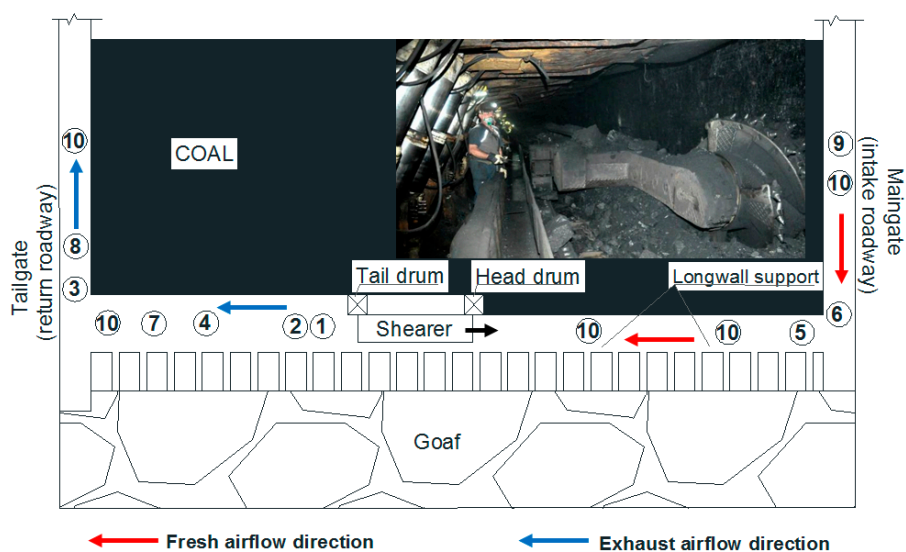 10
COAL
9
10
Tailgate
(return roadway)
Maingate
(intake roadway)
8
3
Tail drum
Head drum
Longwall support
6
10
7
4
2
1
Shearer
10
10
5
Goaf
Fresh airflow direction
Exhaust airflow direction